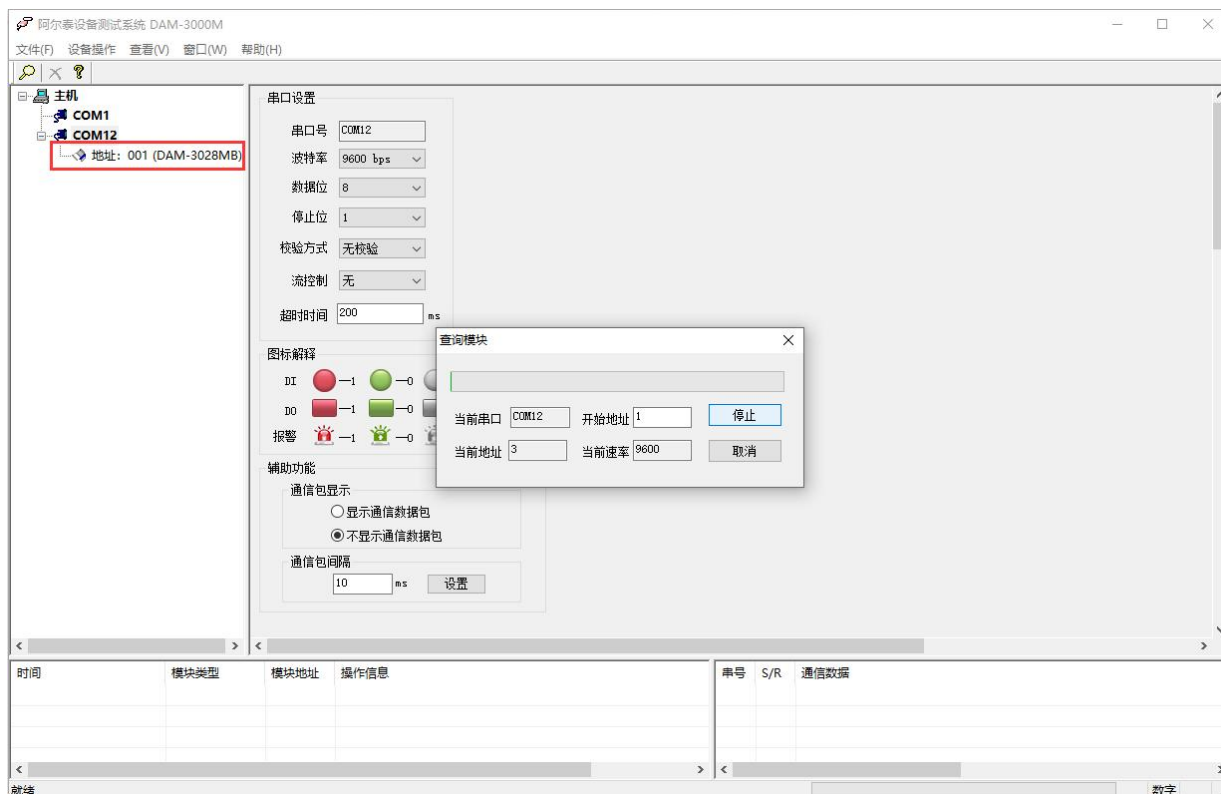 阿尔泰设备测试系统 DAM-3000M
文件(F) 设备操作 查看(V) 窗口(W) 帮助(H)
主机
COM1
COM12
地址：001 (DAM-3028MB)
串口设置
串口号 COM12
波特率 9600 bps
数据位 8
停止位 1
校验方式 无校验
流控制 无
超时时间 200 ms
图标解释
DI —1 —0
DO —1 —0
报警 —1 —0
辅助功能
通信包显示
显示通信数据包
不显示通信数据包
通信包间隔
10 ms 设置
查询模块
当前串口 COM12 开始地址 1 停止
当前地址 3 当前速率 9600 取消
时间 模块类型 模块地址 操作信息
串号 S/R 通信数据
就绪 数字